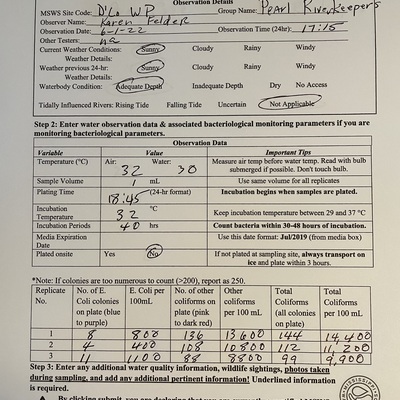 Observation Details
MSWS Site Code: D'Lo WP Group Name: Pearl Riverkeepers
Observer Name: Karen Felder
Observation Date: 6-1-22 Observation Time (24hr): 17:15
Other Testers: na
Current Weather Conditions: Sunny Cloudy Rainy Windy
Weather Details:
Weather previous 24-hr: Sunny Cloudy Rainy Windy
Weather Details:
Waterbody Condition: Adequate Depth Inadequate Depth Dry No Access
Tidally Influenced Rivers: Rising Tide Falling Tide Uncertain Not Applicable
Step 2: Enter water observation data & associated bacteriological monitoring parameters if you are
monitoring bacteriological parameters.
Observation Data
Variable Value Important Tips
Temperature (°C) Air: 32 Water: 30 Measure air temp before water temp. Read with bulb
submerged if possible. Don't touch bulb.
Sample Volume 1 mL Use same volume for all replicates
Plating Time 18:45 (24-hr format) Incubation begins when samples are plated.
Incubation
Temperature 32 °C Keep incubation temperature between 29 and 37 °C
Incubation Periods 40 hrs Count bacteria within 30-48 hours of incubation.
Media Expiration
Date Use this date format: Jul/2019 (from media box)
Plated onsite Yes No If not plated at sampling site, always transport on
ice and plate within 3 hours.
*Note: If colonies are too numerous to count (>200), report as 250.
Replicate
No. No. of E.
Coli colonies
on plate (blue
to purple) E. Coli per
100mL No. of other
coliforms on
plate (pink
to dark red) Other
coliforms
per 100mL Total
Coliforms
(all colonies
on plate) Total
Coliforms
per 100 mL
1 8 800 136 13600 144 14,400
2 4 400 108 10800 112 11,200
3 11 1100 88 8800 99 9,900
Step 3: Enter any additional water quality information, wildlife sightings, photos taken
during sampling, and add any additional pertinent information! Underlined information
is required.